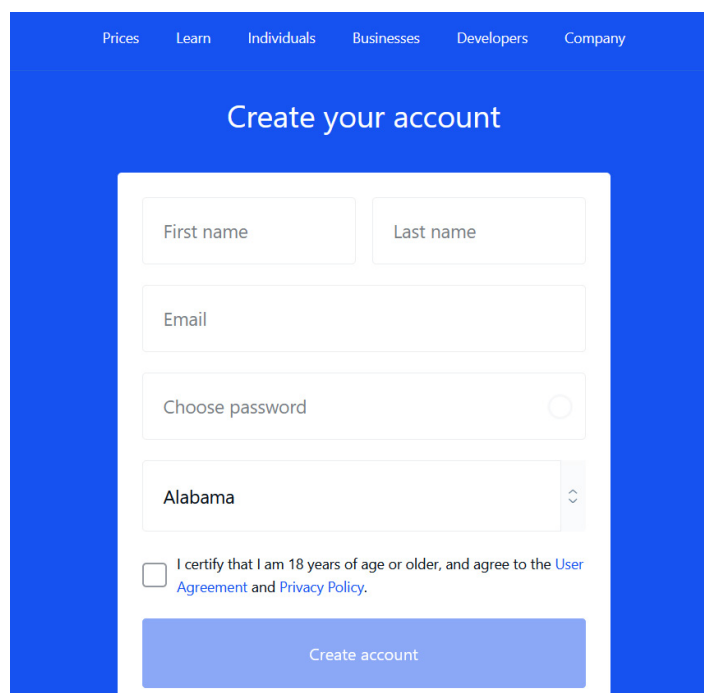 Prices Learn Individuals Businesses Developers Company
Create your account
First name Last name
Email
Choose password
Alabama
I certify that I am 18 years of age or older, and agree to the User
Agreement and Privacy Policy.
Create account